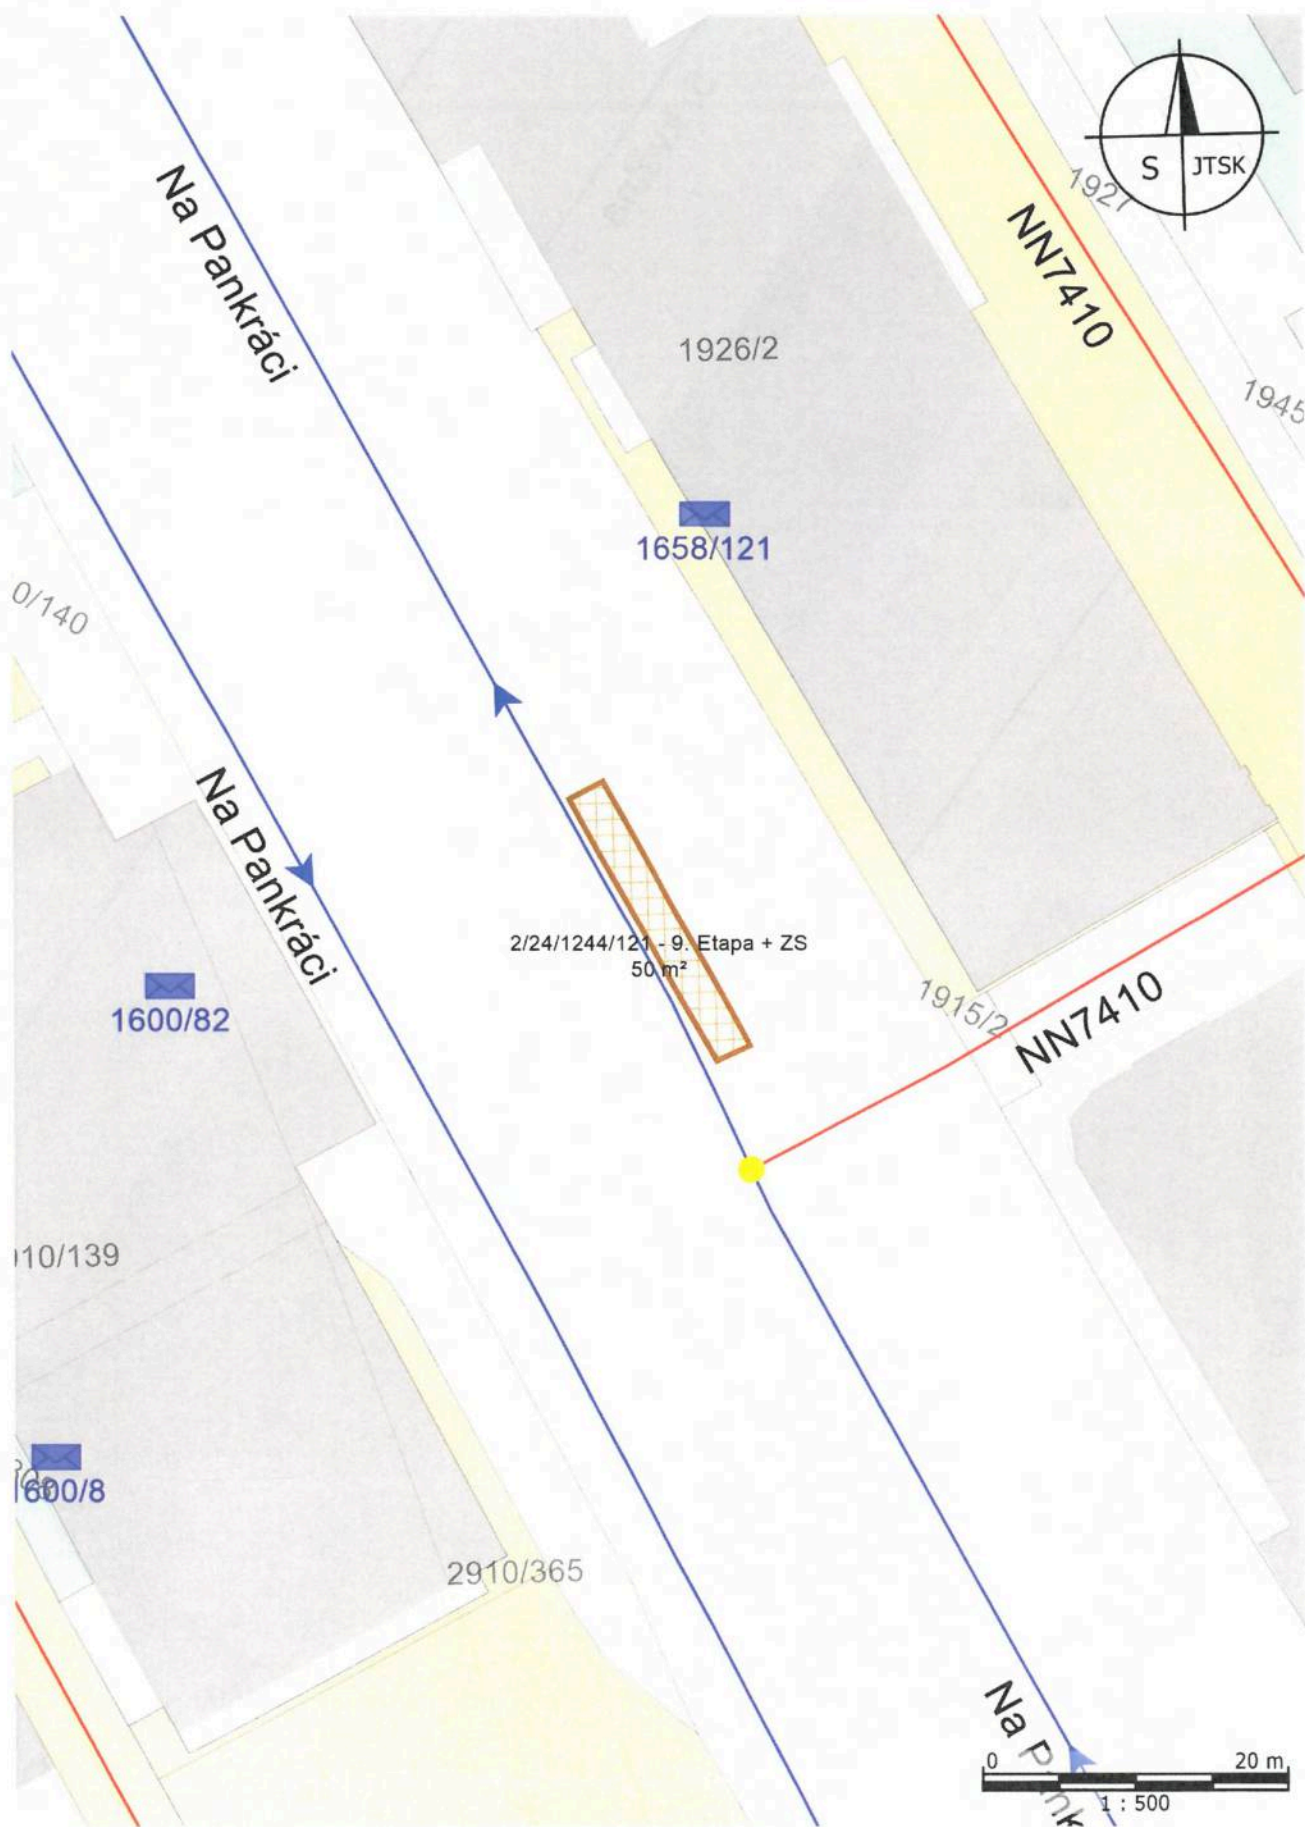 S JTSK
1927
Na Pankráci
NN7410
1926/2
1945
1658/121
0/140
Na Pankráci
2/24/1244/121 - 9. Etapa + ZS
50 m²
1600/82
1915/2
NN7410
10/139
1600/8
2910/365
Na Pank
0 20 m
1 : 500